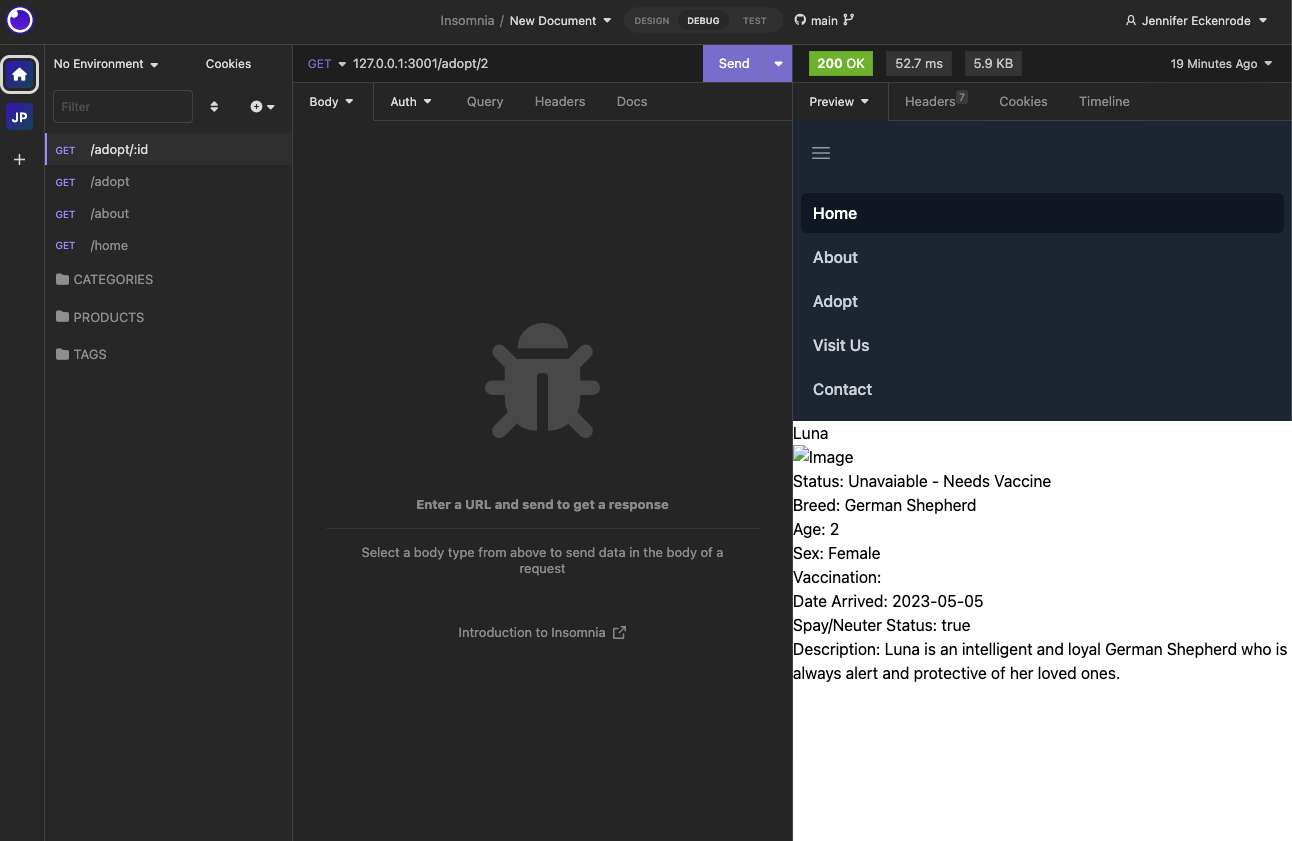 Insomnia / New Document
DESIGN DEBUG TEST
main
Jennifer Eckenrode
No Environment
Cookies
JP
Filter
GET /adopt/:id
GET /adopt
GET /about
GET /home
CATEGORIES
PRODUCTS
TAGS
GET 127.0.0.1:3001/adopt/2
Send
Body Auth Query Headers Docs
Enter a URL and send to get a response
Select a body type from above to send data in the body of a
request
Introduction to Insomnia
200 OK 52.7 ms 5.9 KB 19 Minutes Ago
Preview Headers 7 Cookies Timeline
Home
About
Adopt
Visit Us
Contact
Luna
Image
Status: Unavaiable - Needs Vaccine
Breed: German Shepherd
Age: 2
Sex: Female
Vaccination:
Date Arrived: 2023-05-05
Spay/Neuter Status: true
Description: Luna is an intelligent and loyal German Shepherd who is
always alert and protective of her loved ones.